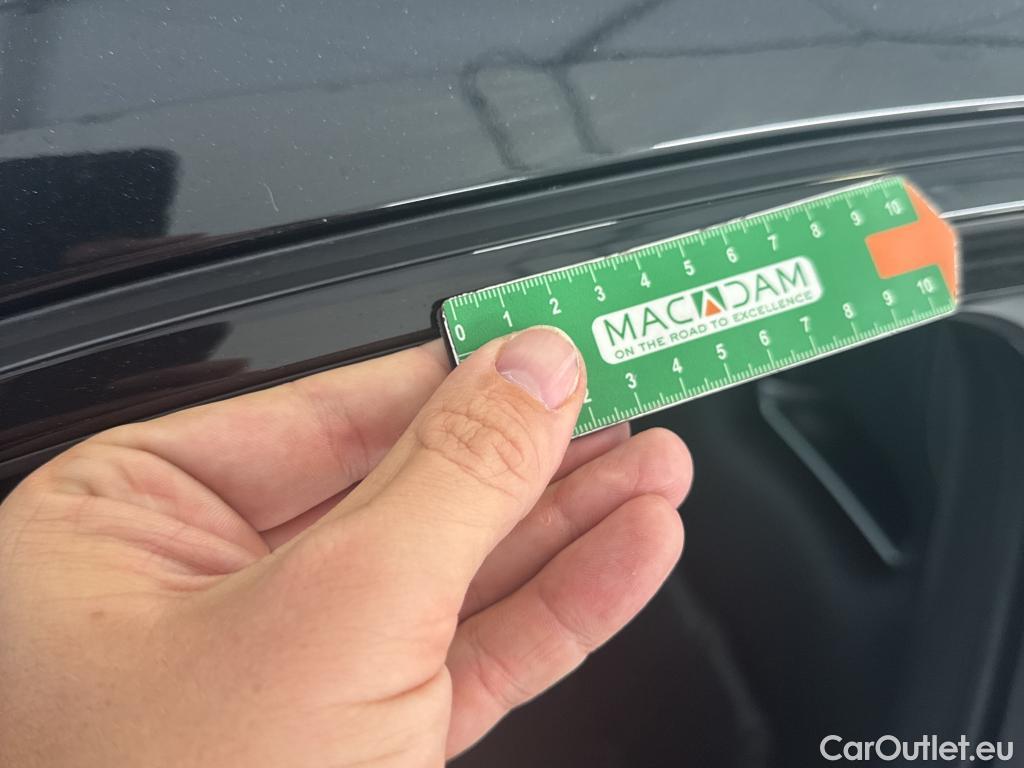 0 1 2 3 4 5 6 7 8 9 10
MACADAM
ON THE ROAD TO EXCELLENCE
2 3 4 5 6 7 8 9 10
CarOutlet.eu